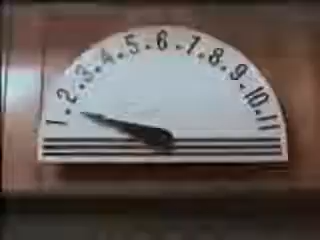 1 . 2 . 3 . 4 . 5 . 6 . 7 . 8 . 9 . 10 . 11